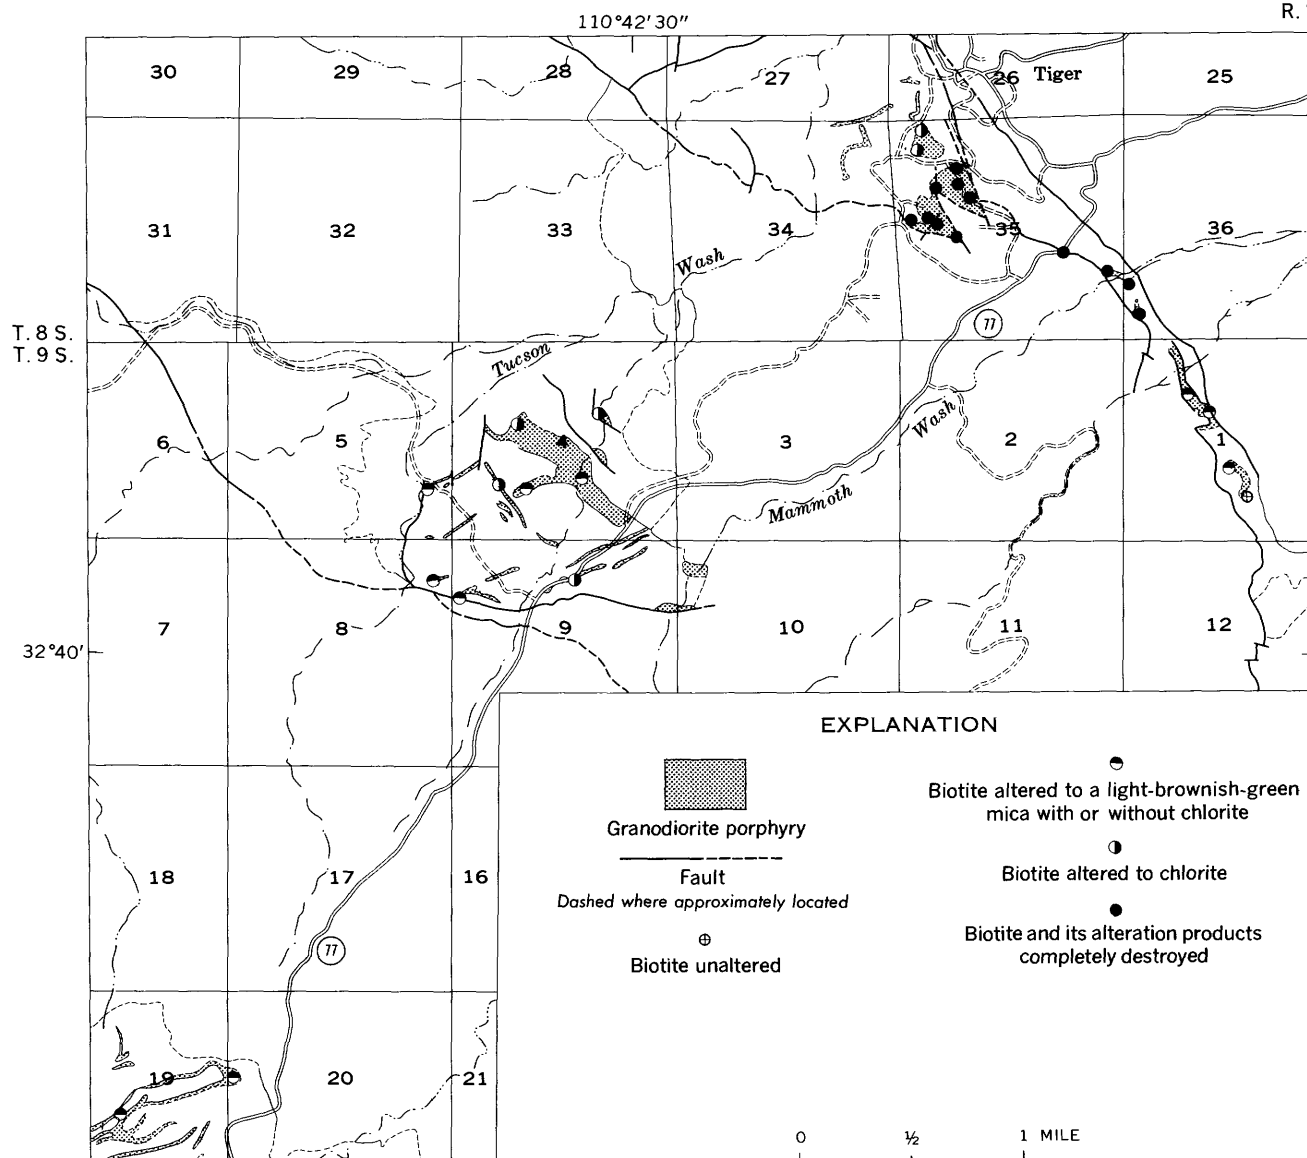 110°42'30"
R.
30
29
28
27
26
Tiger
25
31
32
33
34
35
36
Wash
T. 8 S.
T. 9 S.
77
Tucson
6
5
4
3
2
1
Wash
Mammoth
7
8
9
10
11
12
32°40'
EXPLANATION
Granodiorite porphyry
Fault
Dashed where approximately located
Biotite unaltered
Biotite altered to a light-brownish-green
mica with or without chlorite
Biotite altered to chlorite
Biotite and its alteration products
completely destroyed
18
17
16
77
19
20
21
0
½
1 MILE